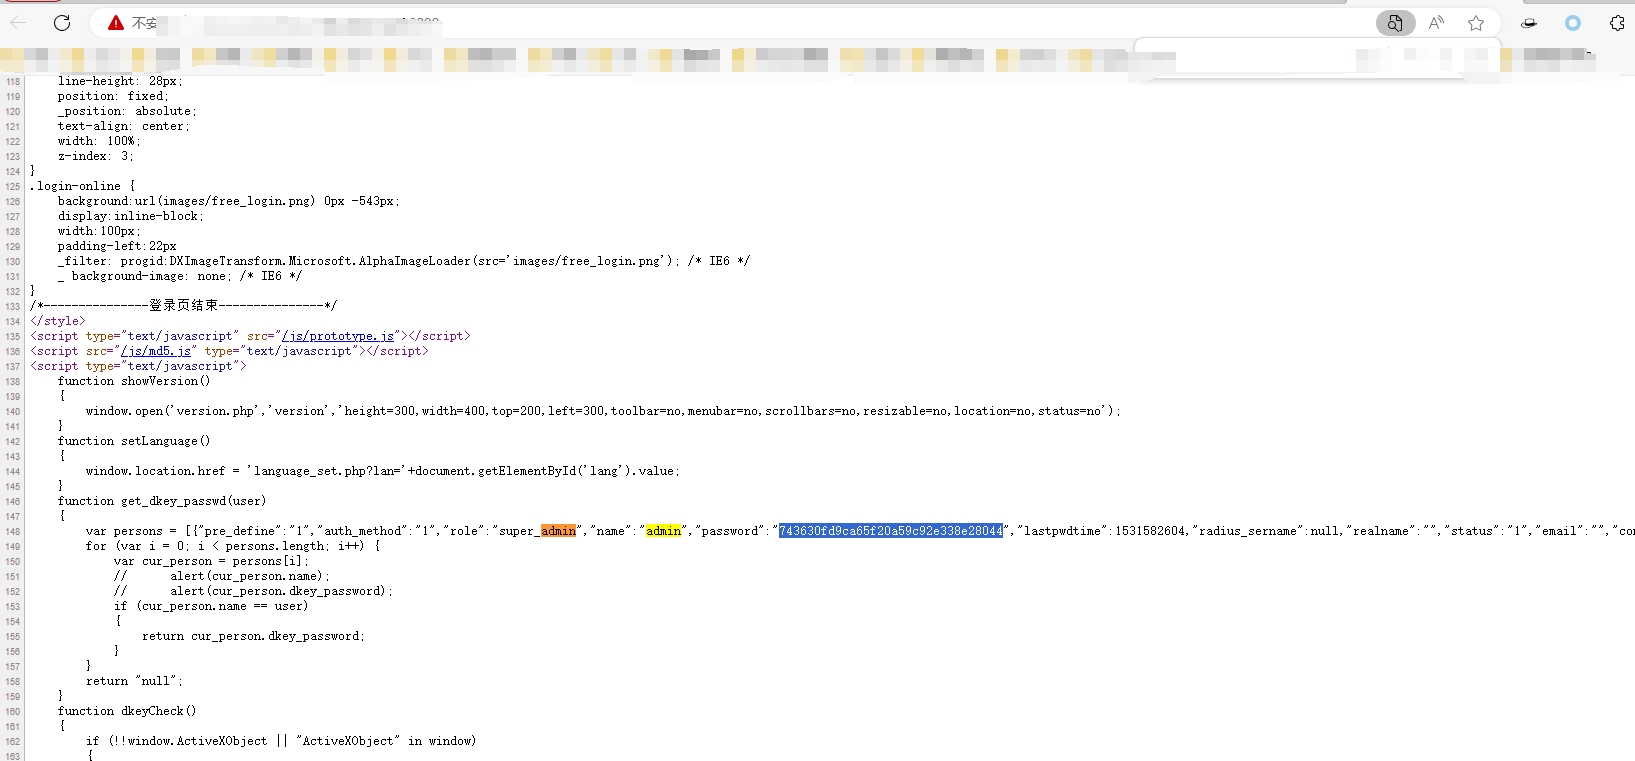 不安
118 line-height: 28px;
119 position: fixed;
120 _position: absolute;
121 text-align: center;
122 width: 100%;
123 z-index: 3;
124 }
125 .login-online {
126 background:url(images/free_login.png) 0px -543px;
127 display:inline-block;
128 width:100px;
129 padding-left:22px
130 _filter: progid:DXImageTransform.Microsoft.AlphaImageLoader(src='images/free_login.png'); /* IE6 */
131 _ background-image: none; /* IE6 */
132 }
133 /*---------------登录页结束---------------*/
134 </style>
135 <script type="text/javascript" src="/js/prototype.js"></script>
136 <script src="/js/md5.js" type="text/javascript"></script>
137 <script type="text/javascript">
138 function showVersion()
139 {
140 window.open('version.php','version','height=300,width=400,top=200,left=300,toolbar=no,menubar=no,scrollbars=no,resizable=no,location=no,status=no');
141 }
142 function setLanguage()
143 {
144 window.location.href = 'language_set.php?lan='+document.getElementById('lang').value;
145 }
146 function get_dkey_passwd(user)
147 {
148 var persons = [{"pre_define":"1","auth_method":"1","role":"super_admin","name":"admin","password":"743630fd9ca65f20a59c92e338e28044","lastpwdtime":1531582604,"radius_sername":null,"realname":"","status":"1","email":"","co
149 for (var i = 0; i < persons.length; i++) {
150 var cur_person = persons[i];
151 // alert(cur_person.name);
152 // alert(cur_person.dkey_password);
153 if (cur_person.name == user)
154 {
155 return cur_person.dkey_password;
156 }
157 }
158 return "null";
159 }
160 function dkeyCheck()
161 {
162 if (!!window.ActiveXObject || "ActiveXObject" in window)
163 {